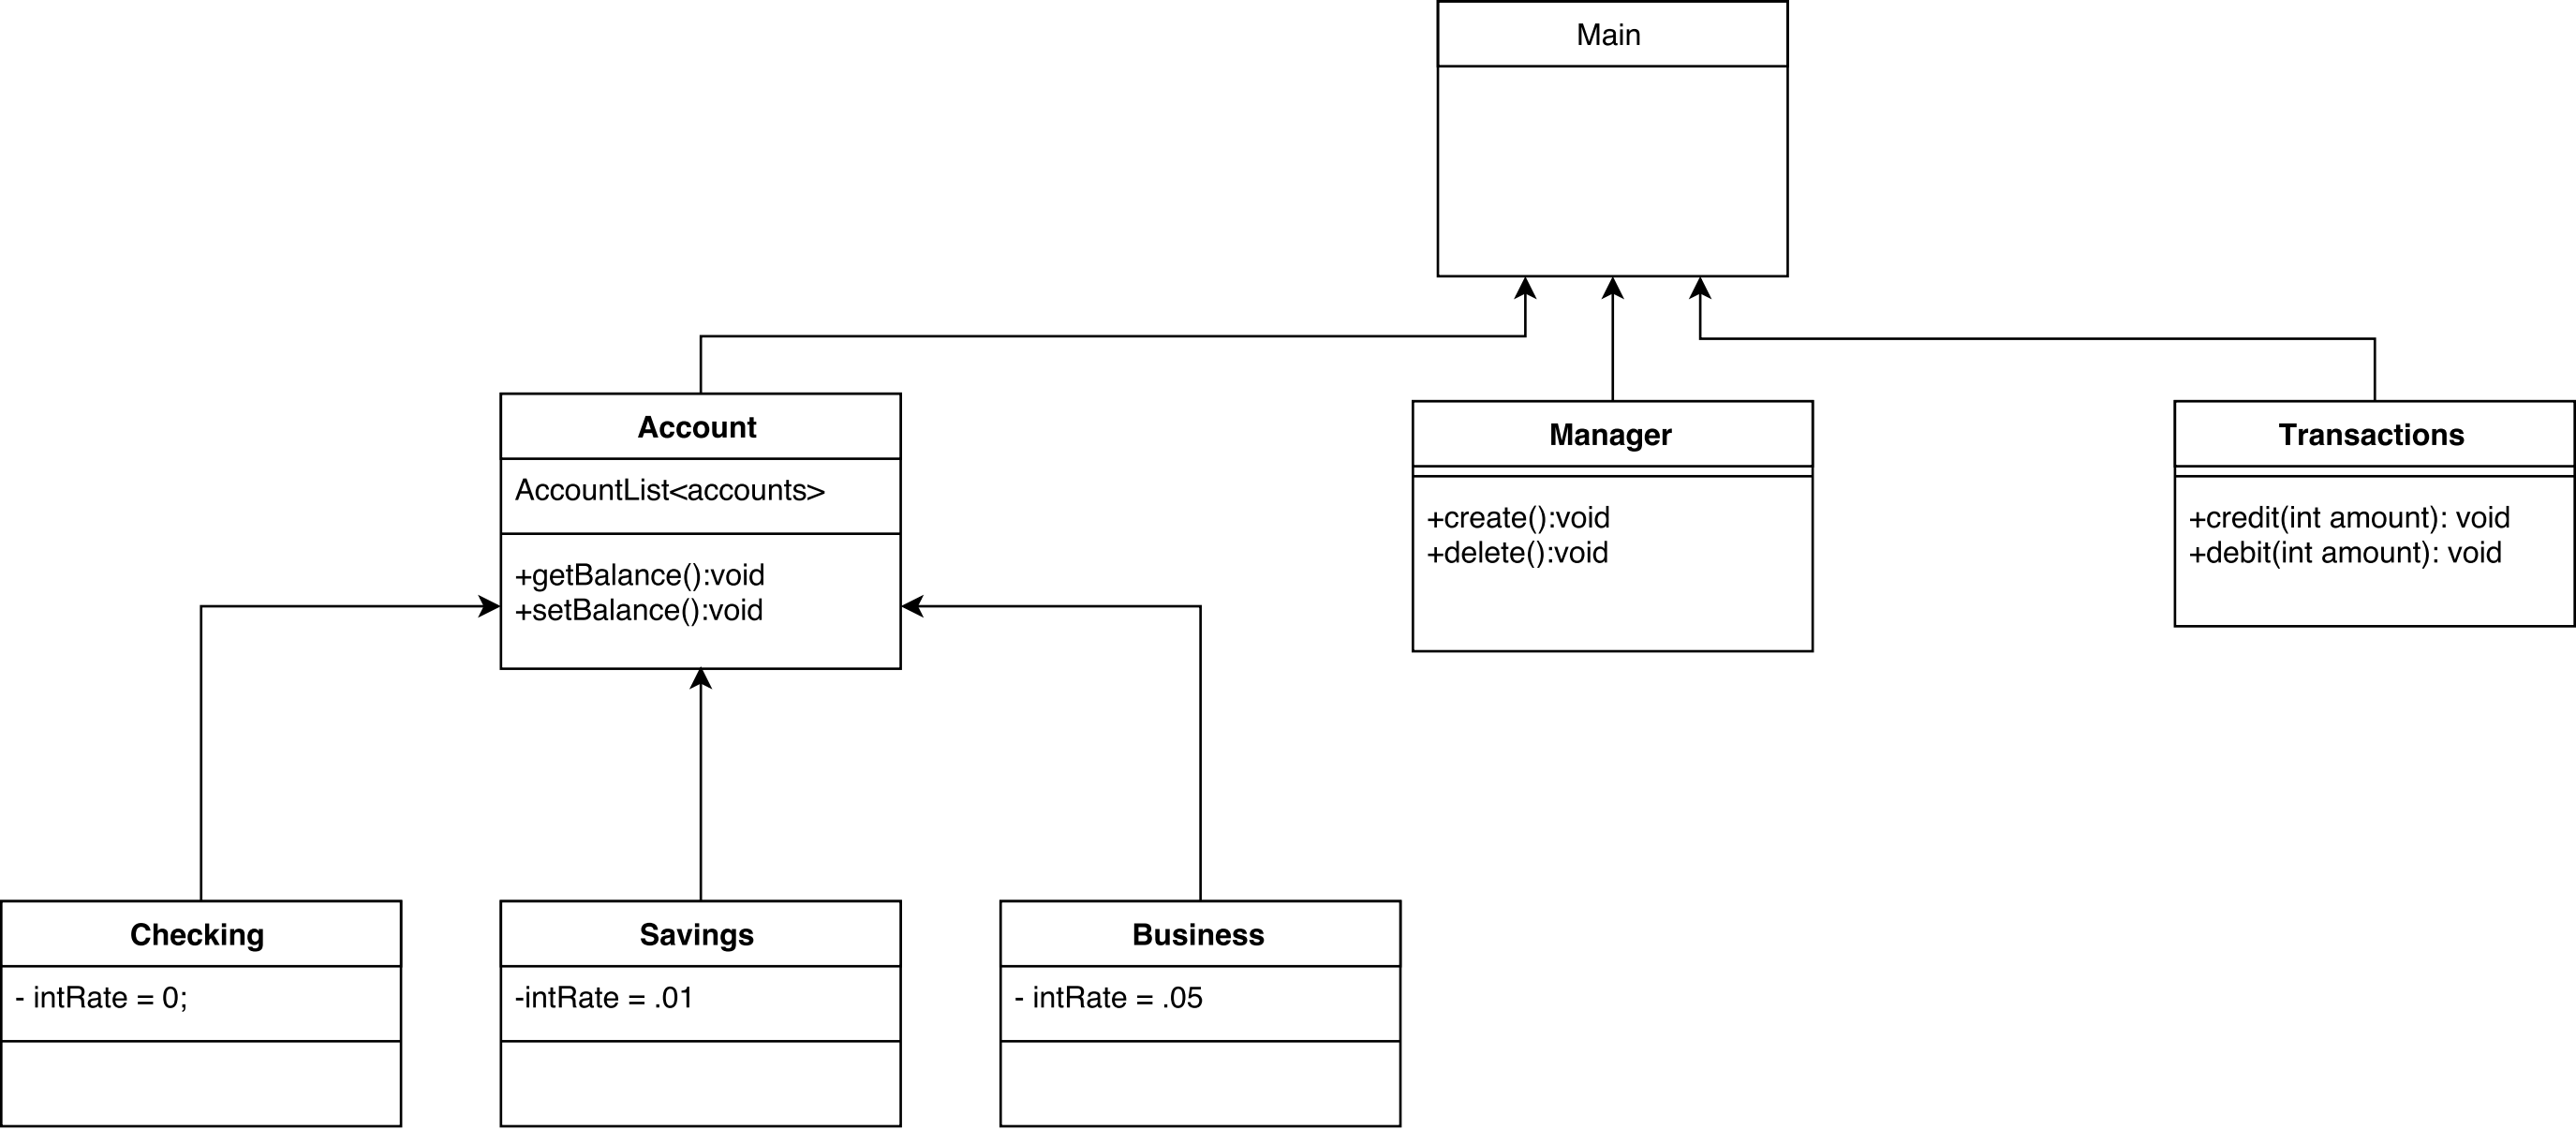 Main
Account
AccountList<accounts>
+getBalance():void
+setBalance():void
Manager
+create():void
+delete():void
Transactions
+credit(int amount): void
+debit(int amount): void
Checking
- intRate = 0;
Savings
-intRate = .01
Business
- intRate = .05